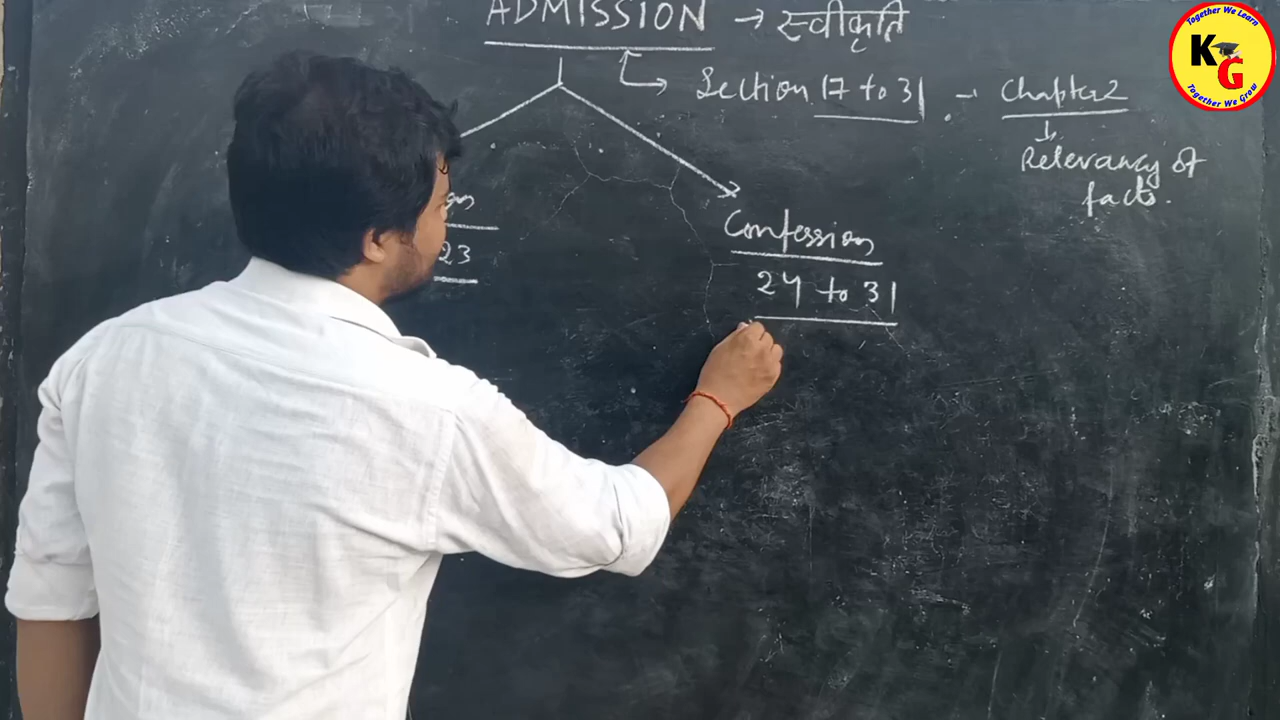 ADMISSION → स्वीकृति
Section 17 to 31 - Chapter 2
Relevancy of
facts.
23
Confession
24 to 31
Together We Learn
KG
Together We Grow